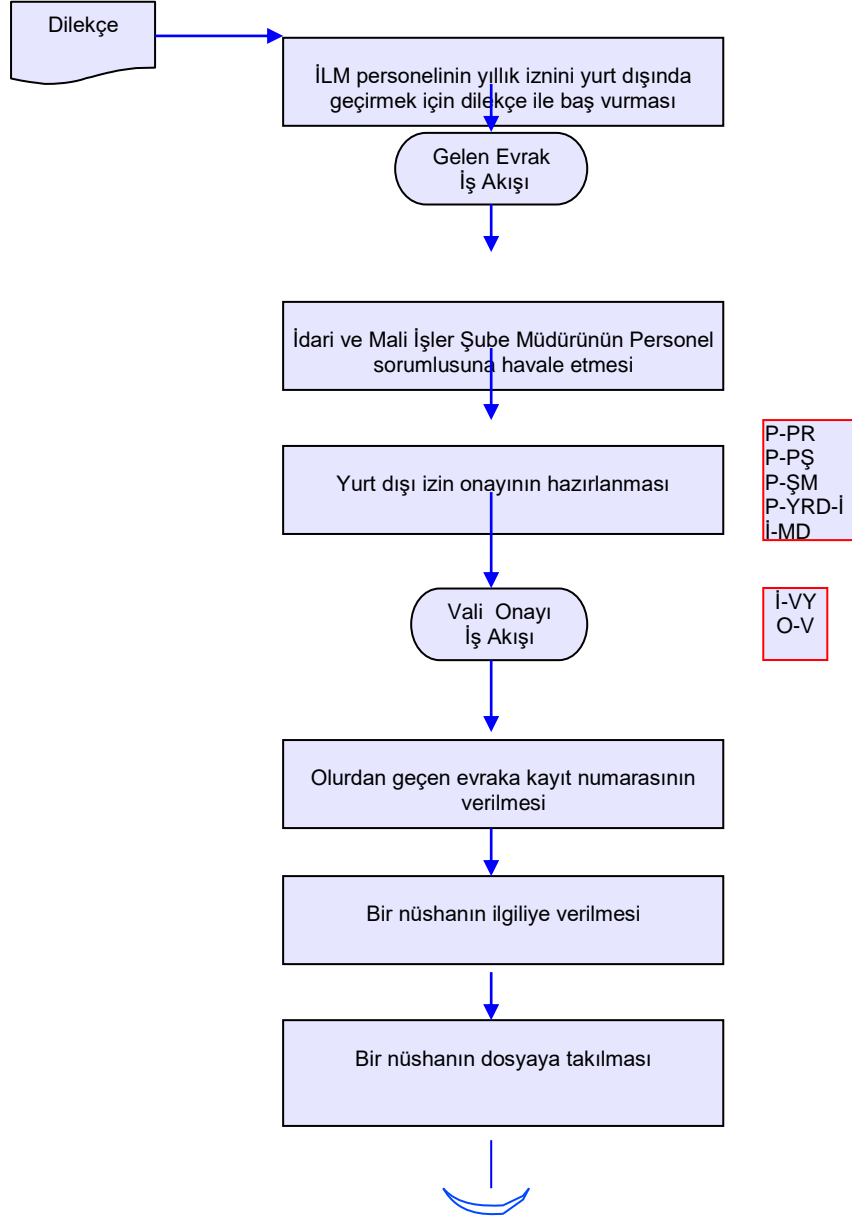 Dilekçe
İLM personelinin yıllık iznini yurt dışında
geçirmek için dilekçe ile baş vurması
Gelen Evrak
İş Akışı
İdari ve Mali İşler Şube Müdürünün Personel
sorumlusuna havale etmesi
Yurt dışı izin onayının hazırlanması
P-PR
P-PŞ
P-ŞM
P-YRD-İ
İ-MD
Vali Onayı
İş Akışı
İ-VY
O-V
Olurdan geçen evraka kayıt numarasının
verilmesi
Bir nüshanın ilgiliye verilmesi
Bir nüshanın dosyaya takılması